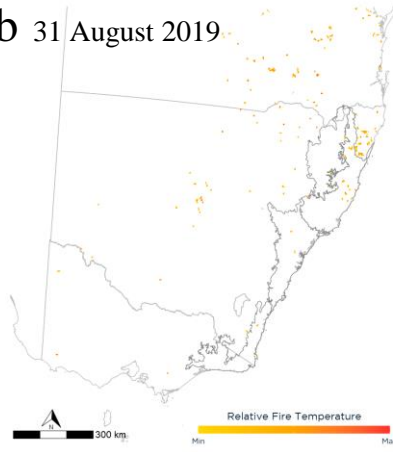 b 31 August 2019
Relative Fire Temperature
N
300 km
Min
Ma